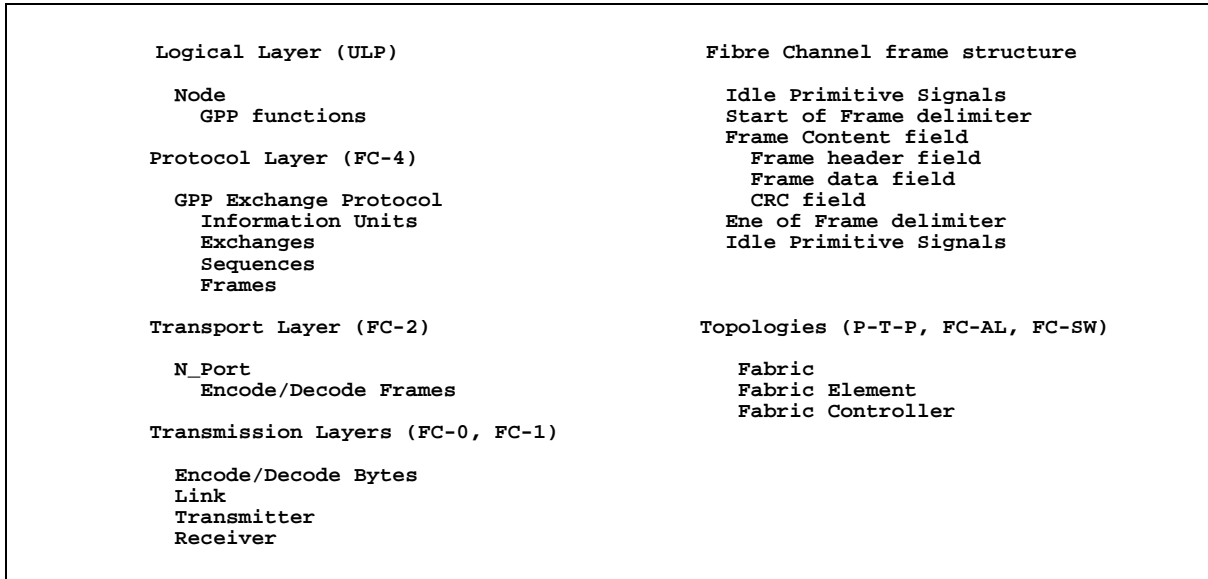 Logical Layer (ULP)
Node
GPP functions
Protocol Layer (FC-4)
GPP Exchange Protocol
Information Units
Exchanges
Sequences
Frames
Transport Layer (FC-2)
N_Port
Encode/Decode Frames
Transmission Layers (FC-0, FC-1)
Encode/Decode Bytes
Link
Transmitter
Receiver
Fibre Channel frame structure
Idle Primitive Signals
Start of Frame delimiter
Frame Content field
Frame header field
Frame data field
CRC field
Ene of Frame delimiter
Idle Primitive Signals
Topologies (P-T-P, FC-AL, FC-SW)
Fabric
Fabric Element
Fabric Controller